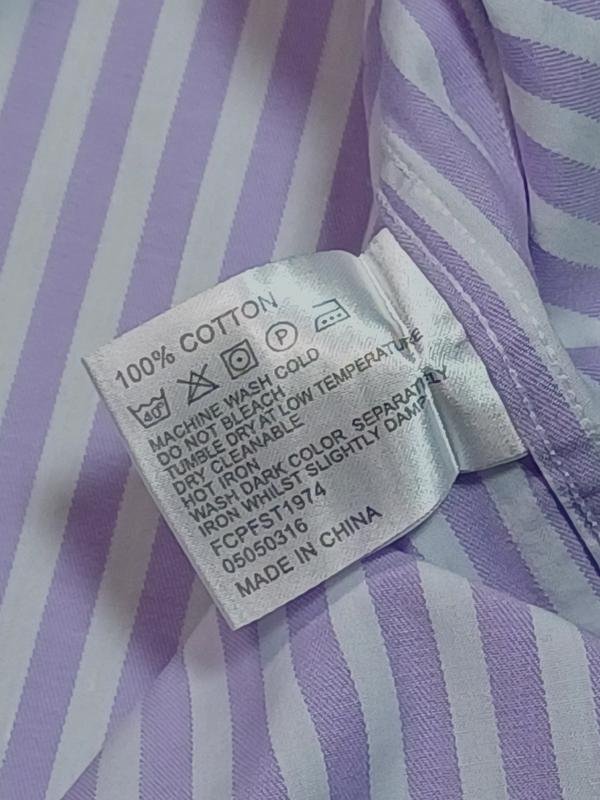 100% COTTON
40° P
MACHINE WASH COLD
DO NOT BLEACH
TUMBLE DRY AT LOW TEMPERATURE
DRY CLEANABLE
HOT IRON
WASH DARK COLOR SEPARATELY
IRON WHILST SLIGHTLY DAMP
FCPFST1974
05050316
MADE IN CHINA